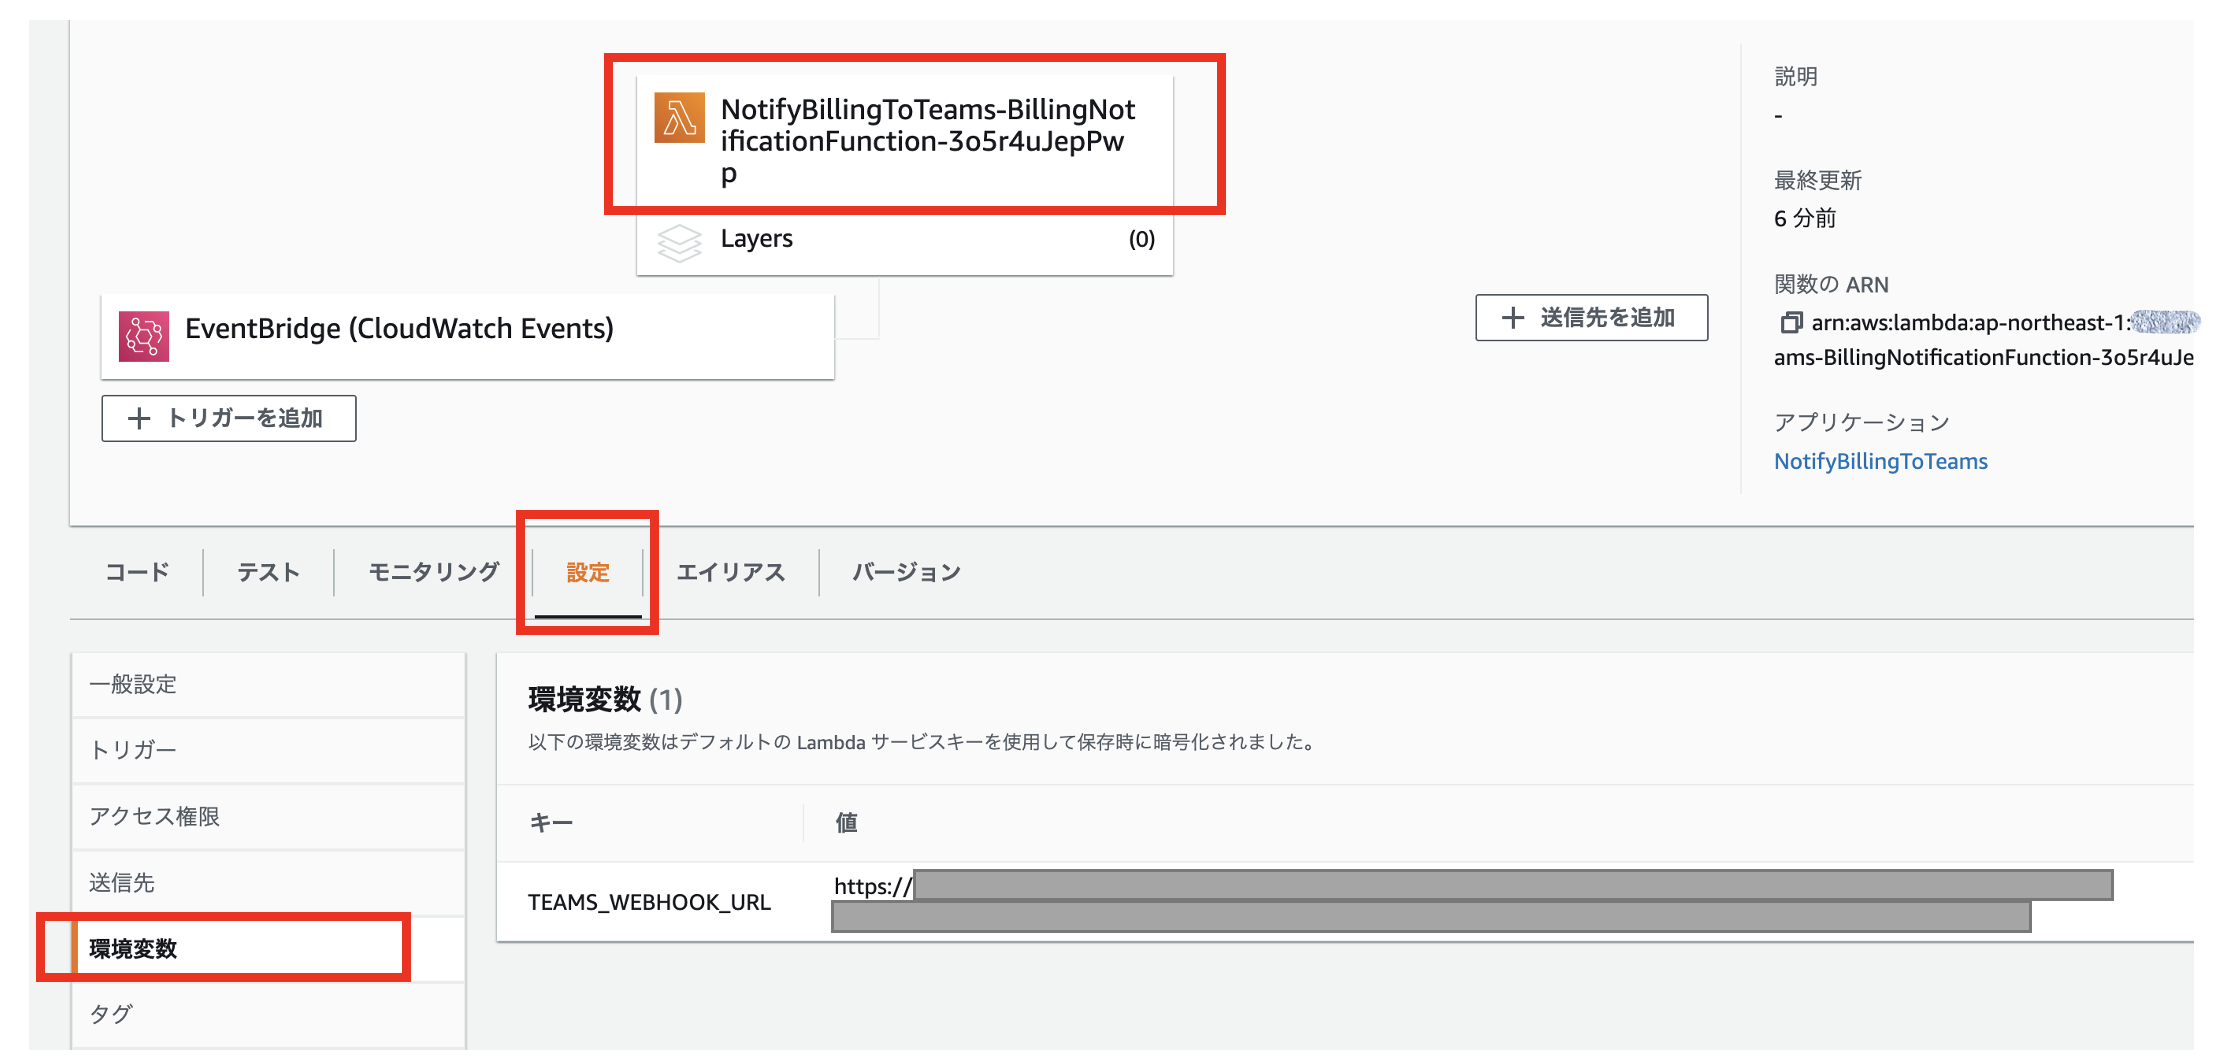 NotifyBillingToTeams-BillingNot
ificationFunction-3o5r4uJepPw
p
Layers
(0)
EventBridge (CloudWatch Events)
＋ トリガーを追加
＋ 送信先を追加
説明
-
最終更新
6 分前
関数の ARN
arn:aws:lambda:ap-northeast-1:
ams-BillingNotificationFunction-3o5r4uJe
アプリケーション
NotifyBillingToTeams
コード
テスト
モニタリング
設定
エイリアス
バージョン
一般設定
トリガー
アクセス権限
送信先
環境変数
タグ
環境変数 (1)
以下の環境変数はデフォルトの Lambda サービスキーを使用して保存時に暗号化されました。
キー
値
TEAMS_WEBHOOK_URL
https://